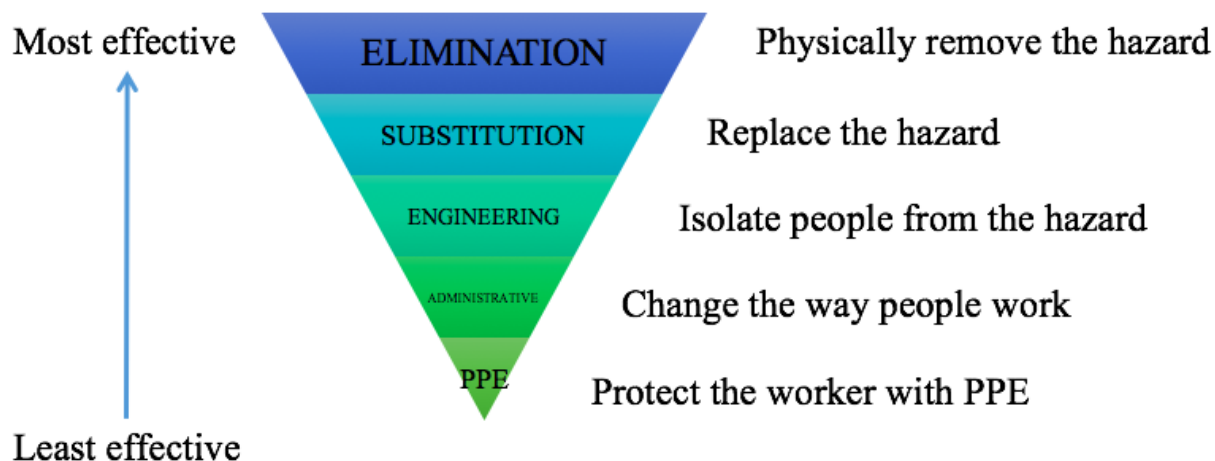 Most effective
ELIMINATION
Physically remove the hazard
SUBSTITUTION
Replace the hazard
ENGINEERING
Isolate people from the hazard
ADMINISTRATIVE
Change the way people work
PPE
Protect the worker with PPE
Least effective